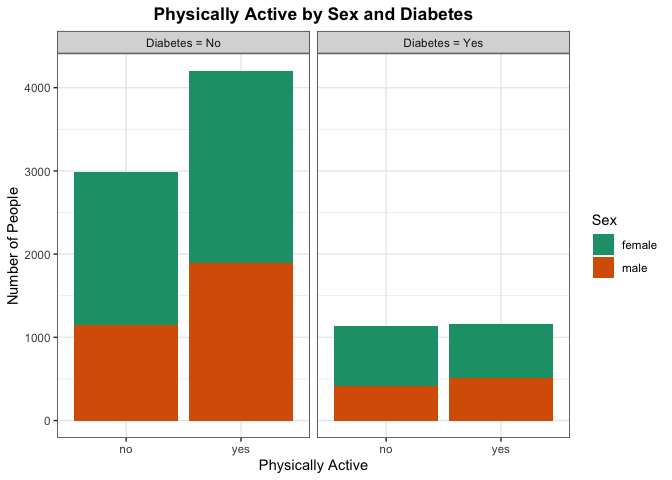 Physically Active by Sex and Diabetes
Diabetes = No
Diabetes = Yes
Number of People
4000
3000
2000
1000
0
no
yes
no
yes
Physically Active
Sex
female
male